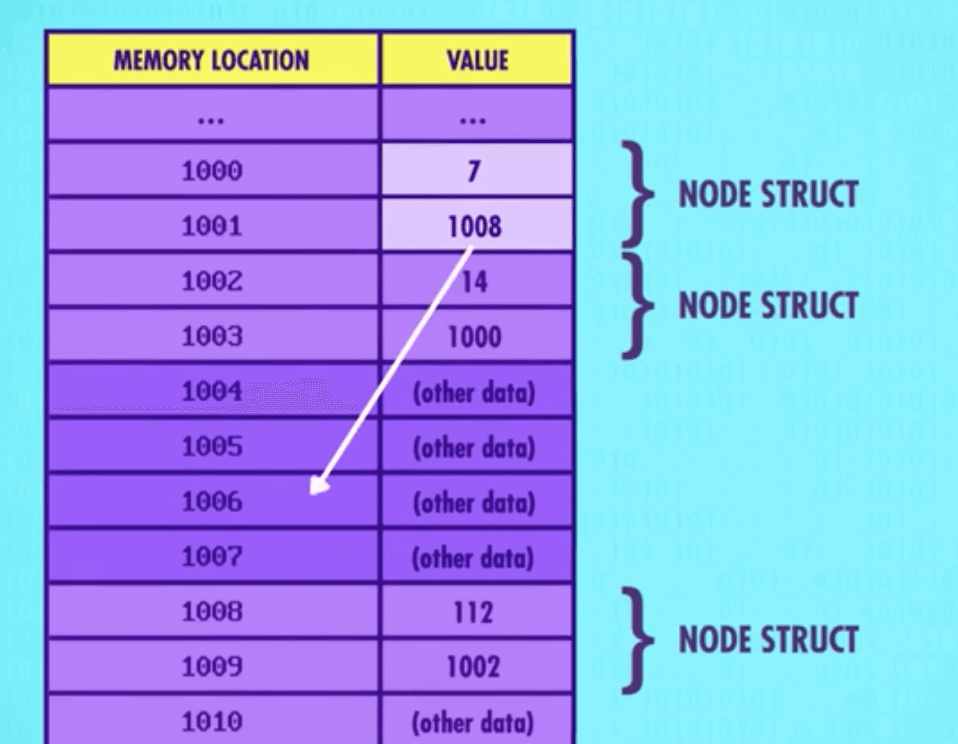 MEMORY LOCATION VALUE
... ...
1000 7
1001 1008
NODE STRUCT
1002 14
1003 1000
NODE STRUCT
1004 (other data)
1005 (other data)
1006 (other data)
1007 (other data)
1008 112
1009 1002
NODE STRUCT
1010 (other data)